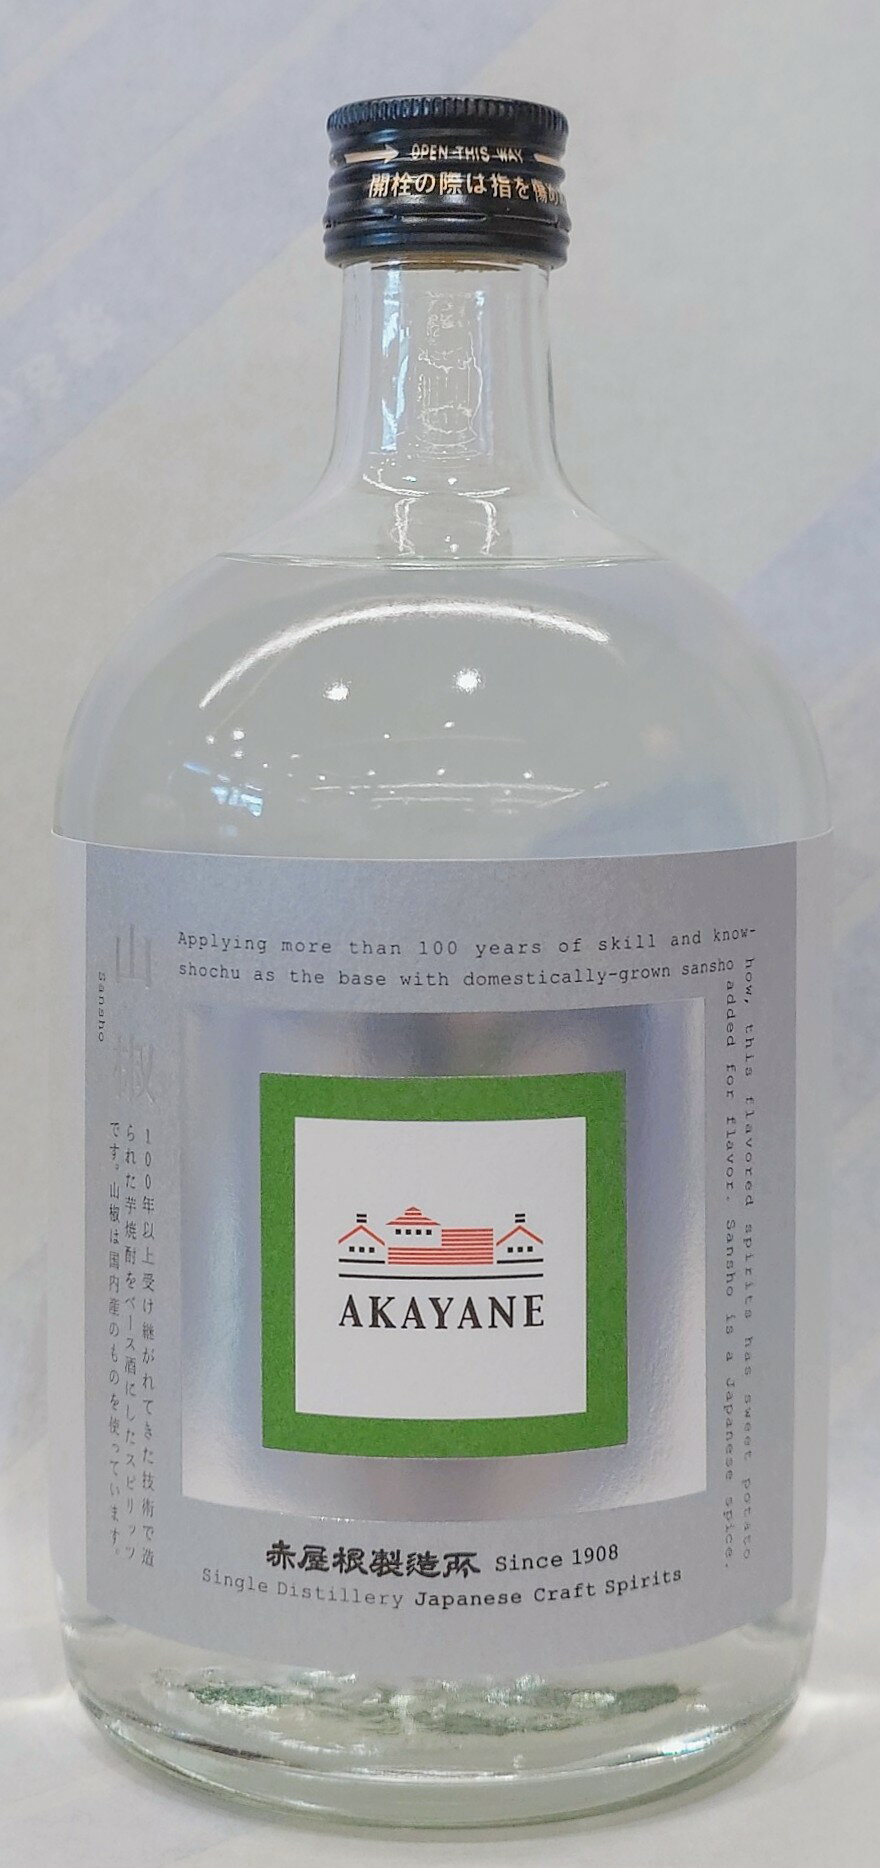 OPEN THIS WAY
開栓の際は指を傷
Applying more than 100 years of skill and know-
how, this flavored spirits has sweet potato
shochu as the base with domestically-grown sansho
added for flavor. Sansho is a Japanese spice.
山椒
Sansho
100年以上受け継がれてきた技術で造
られた芋焼酎をベース酒にしたスピリッツ
です。山椒は国内産のものを使っています。
AKAYANE
赤屋根製造所 Since 1908
Single Distillery Japanese Craft Spirits